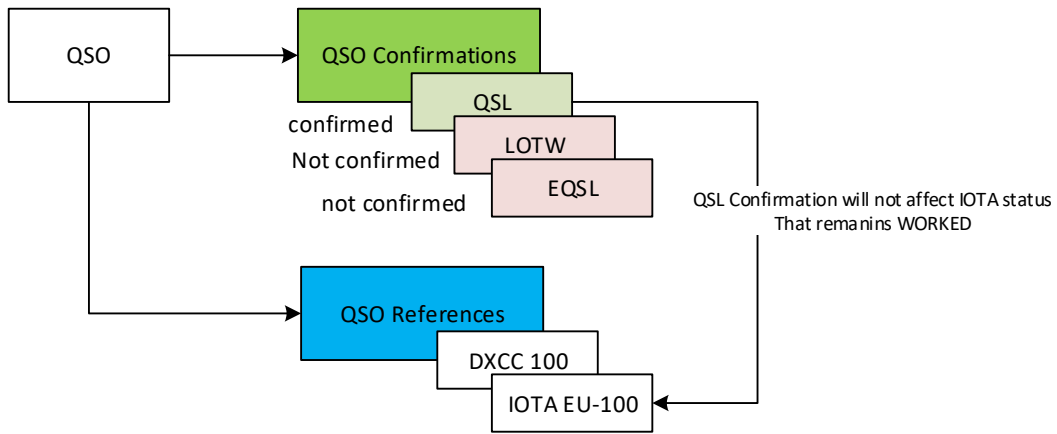 QSO
QSO Confirmations
QSL
confirmed
LOTW
Not confirmed
EQSL
not confirmed
QSL Confirmation will not affect IOTA status
That remanins WORKED
QSO References
DXCC 100
IOTA EU-100